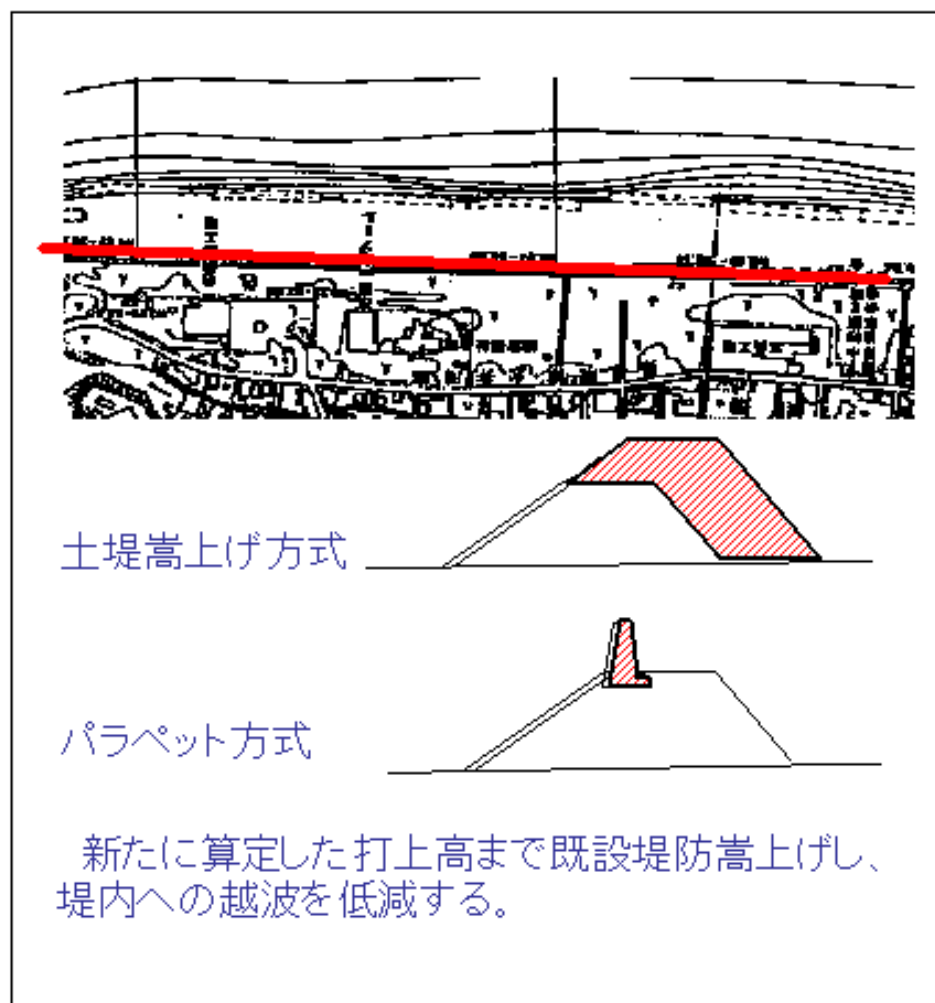 土堤嵩上げ方式
パラペット方式
新たに算定した打上高まで既設堤防嵩上げし、
堤内への越波を低減する。